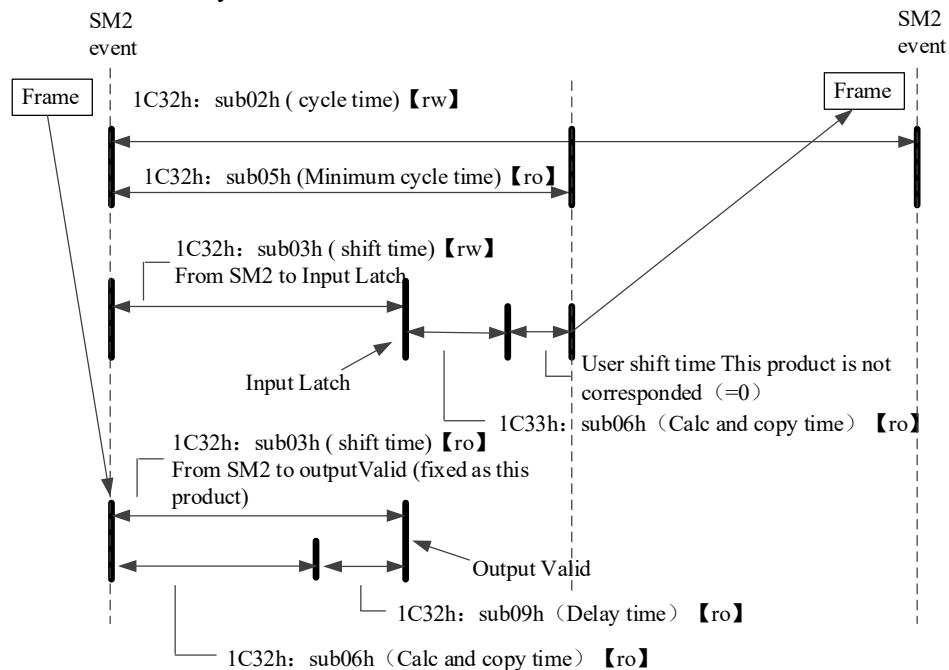 SM2
event
SM2
event
Frame
Frame
1C32h：sub02h ( cycle time)【rw】
1C32h：sub05h (Minimum cycle time)【ro】
1C32h：sub03h ( shift time)【rw】
From SM2 to Input Latch
Input Latch
User shift time This product is not
corresponded（=0）
1C33h：sub06h（Calc and copy time）【ro】
1C32h：sub03h ( shift time)【ro】
From SM2 to outputValid (fixed as this
product)
Output Valid
1C32h：sub09h（Delay time）【ro】
1C32h：sub06h（Calc and copy time）【ro】